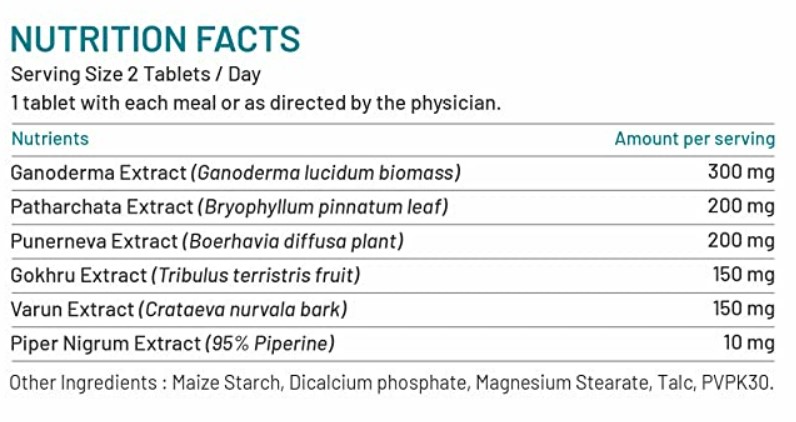 NUTRITION FACTS
Serving Size 2 Tablets / Day
1 tablet with each meal or as directed by the physician.
Nutrients Amount per serving
Ganoderma Extract (Ganoderma lucidum biomass) 300 mg
Patharchata Extract (Bryophyllum pinnatum leaf) 200 mg
Punerneva Extract (Boerhavia diffusa plant) 200 mg
Gokhru Extract (Tribulus terristris fruit) 150 mg
Varun Extract (Crataeva nurvala bark) 150 mg
Piper Nigrum Extract (95% Piperine) 10 mg
Other Ingredients : Maize Starch, Dicalcium phosphate, Magnesium Stearate, Talc, PVPK30.